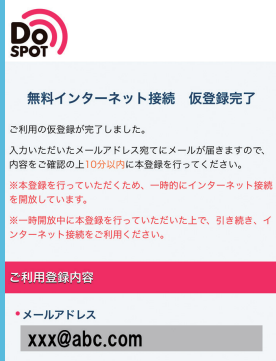 Do
SPOT
無料インターネット接続 仮登録完了
ご利用の仮登録が完了しました。
入力いただいたメールアドレス宛てにメールが届きますので、
内容をご確認の上10分以内に本登録を行ってください。
※本登録を行っていただくため、一時的にインターネット接続
を開放しています。
※一時開放中に本登録を行っていただいた上で、引き続き、イ
ンターネット接続をご利用ください。
ご利用登録内容
•メールアドレス
xxx@abc.com